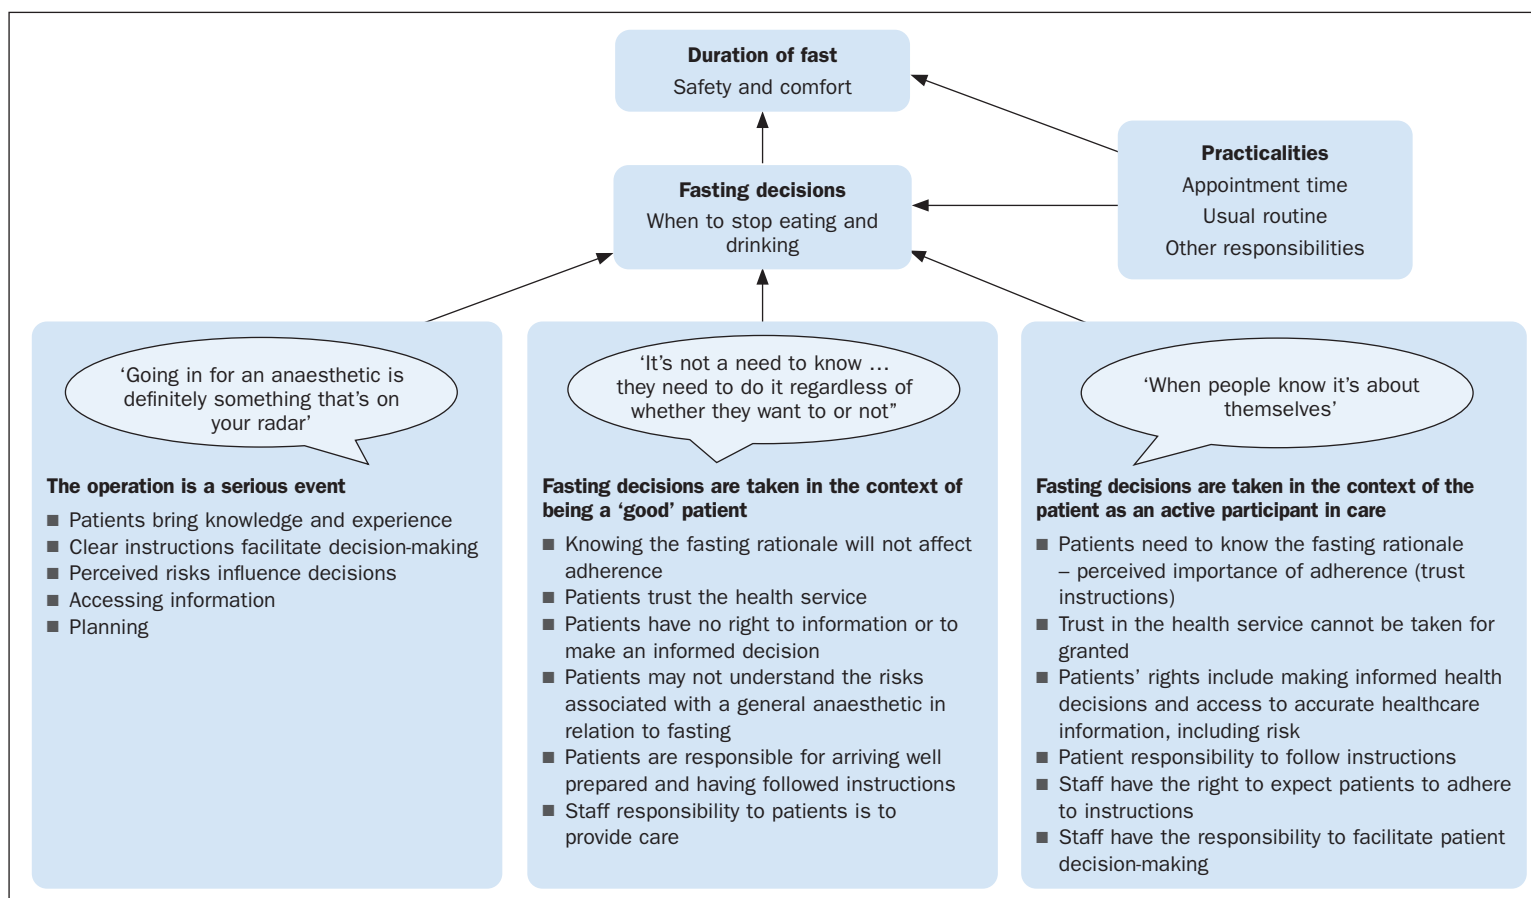 Duration of fast
Safety and comfort
Practicalities
Appointment time
Usual routine
Other responsibilities
Fasting decisions
When to stop eating and
drinking
‘Going in for an anaesthetic is
definitely something that’s on
your radar’
The operation is a serious event
■ Patients bring knowledge and experience
■ Clear instructions facilitate decision-making
■ Perceived risks influence decisions
■ Accessing information
■ Planning
‘It’s not a need to know …
they need to do it regardless of
whether they want to or not”
Fasting decisions are taken in the context of
being a ‘good’ patient
■ Knowing the fasting rationale will not affect
adherence
■ Patients trust the health service
■ Patients have no right to information or to
make an informed decision
■ Patients may not understand the risks
associated with a general anaesthetic in
relation to fasting
■ Patients are responsible for arriving well
prepared and having followed instructions
■ Staff responsibility to patients is to
provide care
‘When people know it’s about
themselves’
Fasting decisions are taken in the context of the
patient as an active participant in care
■ Patients need to know the fasting rationale
– perceived importance of adherence (trust
instructions)
■ Trust in the health service cannot be taken for
granted
■ Patients’ rights include making informed health
decisions and access to accurate healthcare
information, including risk
■ Patient responsibility to follow instructions
■ Staff have the right to expect patients to adhere
to instructions
■ Staff have the responsibility to facilitate patient
decision-making